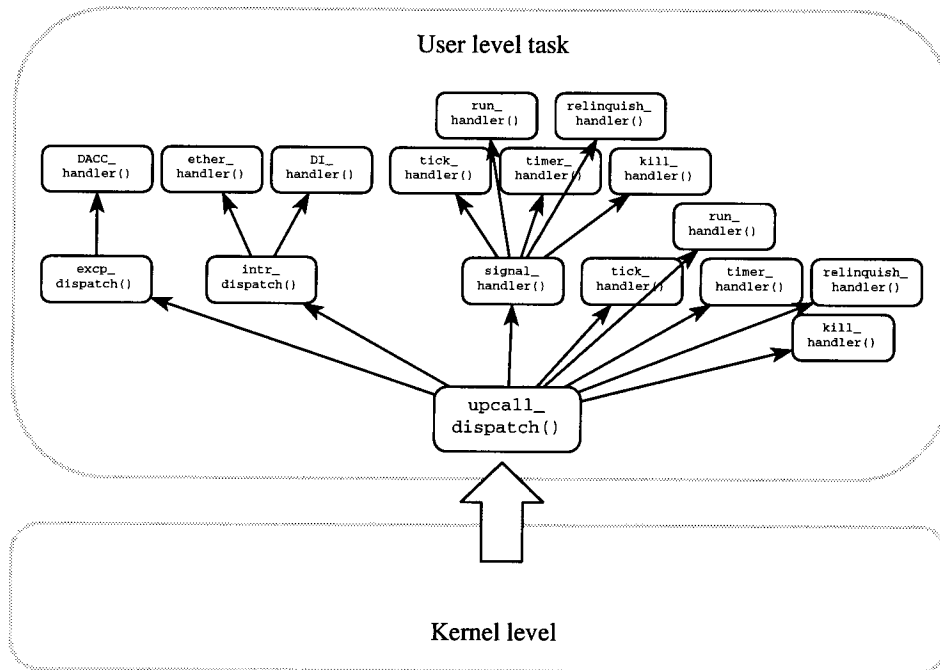 User level task
run_
handler()
relinquish_
handler()
DACC_
handler()
ether_
handler()
DI_
handler()
tick_
handler()
timer_
handler()
kill_
handler()
run_
handler()
excp_
dispatch()
intr_
dispatch()
signal_
handler()
tick_
handler()
timer_
handler()
relinquish_
handler()
kill_
handler()
upcall_
dispatch()
Kernel level